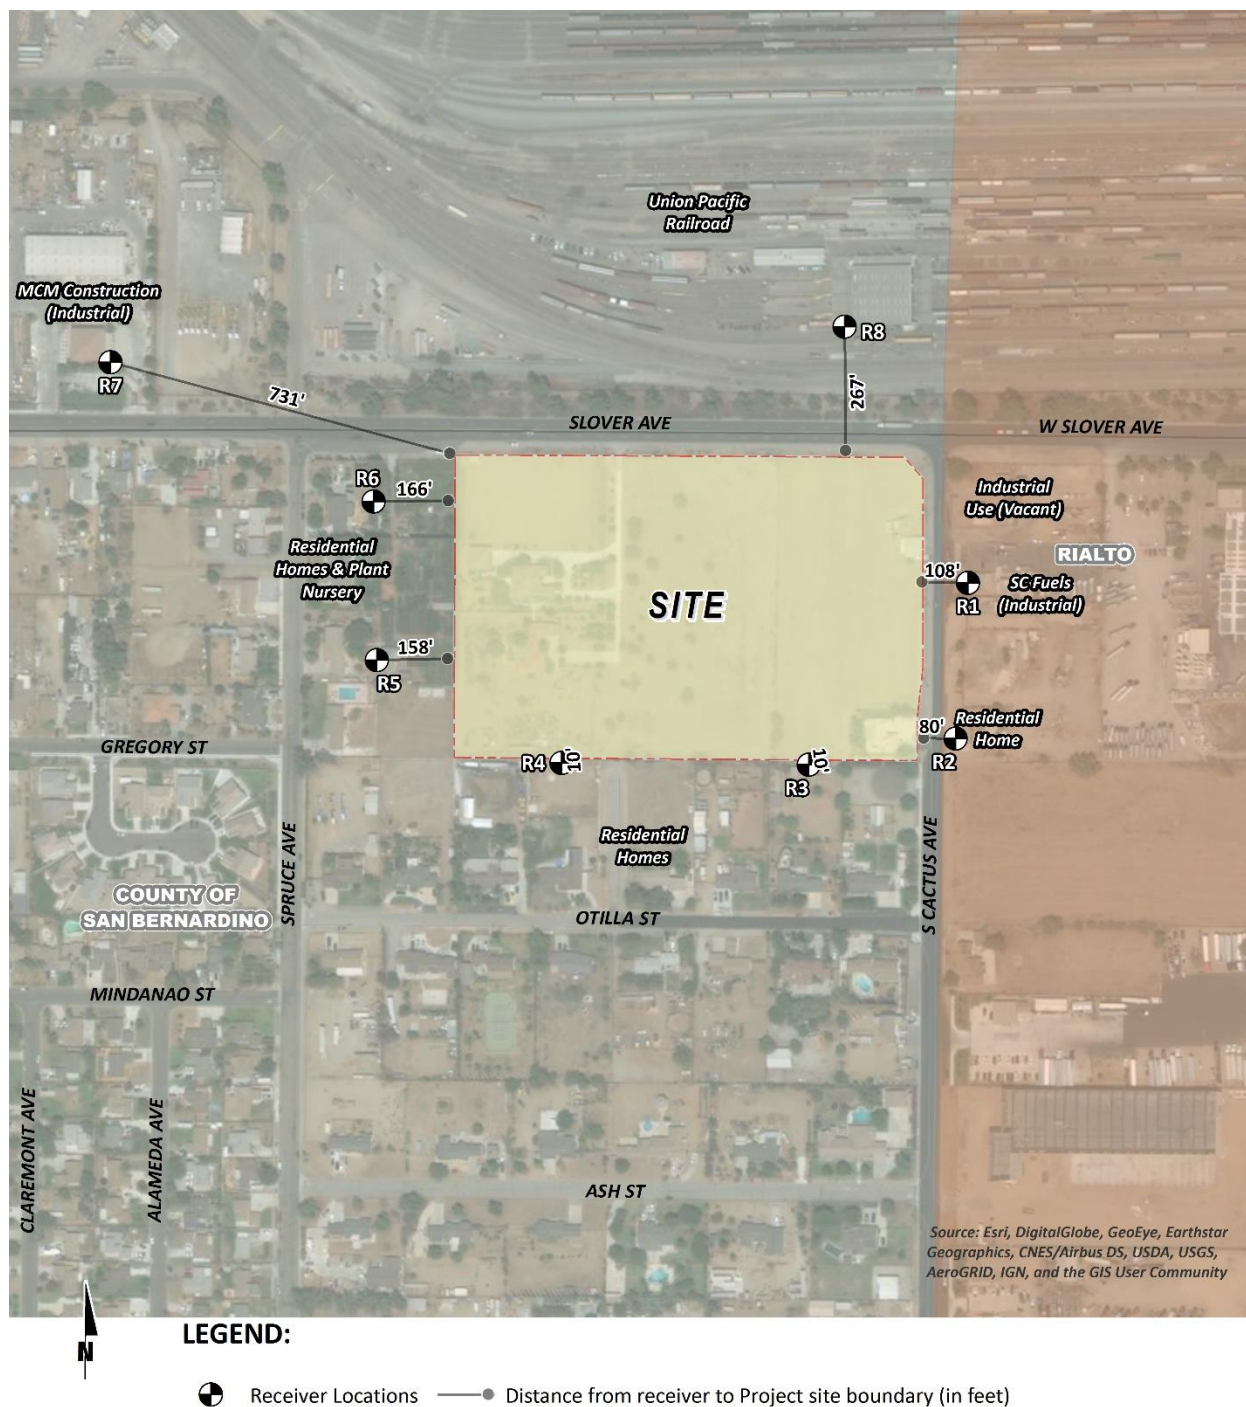 Union Pacific
Railroad
MCM Construction
(Industrial)
R8
R7
731'
267'
SLOVER AVE
W SLOVER AVE
R6
166'
Industrial
Use (Vacant)
Residential
Homes & Plant
Nursery
RIALTO
108'
SC Fuels
(Industrial)
R1
SITE
158'
R5
80'
Residential
Home
R2
GREGORY ST
R4
10'
10'
R3
Residential
Homes
SPRUCE AVE
S CACTUS AVE
COUNTY OF
SAN BERNARDINO
OTILLA ST
MINDANAO ST
CLAREMONT AVE
ALAMEDA AVE
ASH ST
Source: Esri, DigitalGlobe, GeoEye, Earthstar
Geographics, CNES/Airbus DS, USDA, USGS,
AeroGRID, IGN, and the GIS User Community
N
LEGEND:
Receiver Locations
Distance from receiver to Project site boundary (in feet)